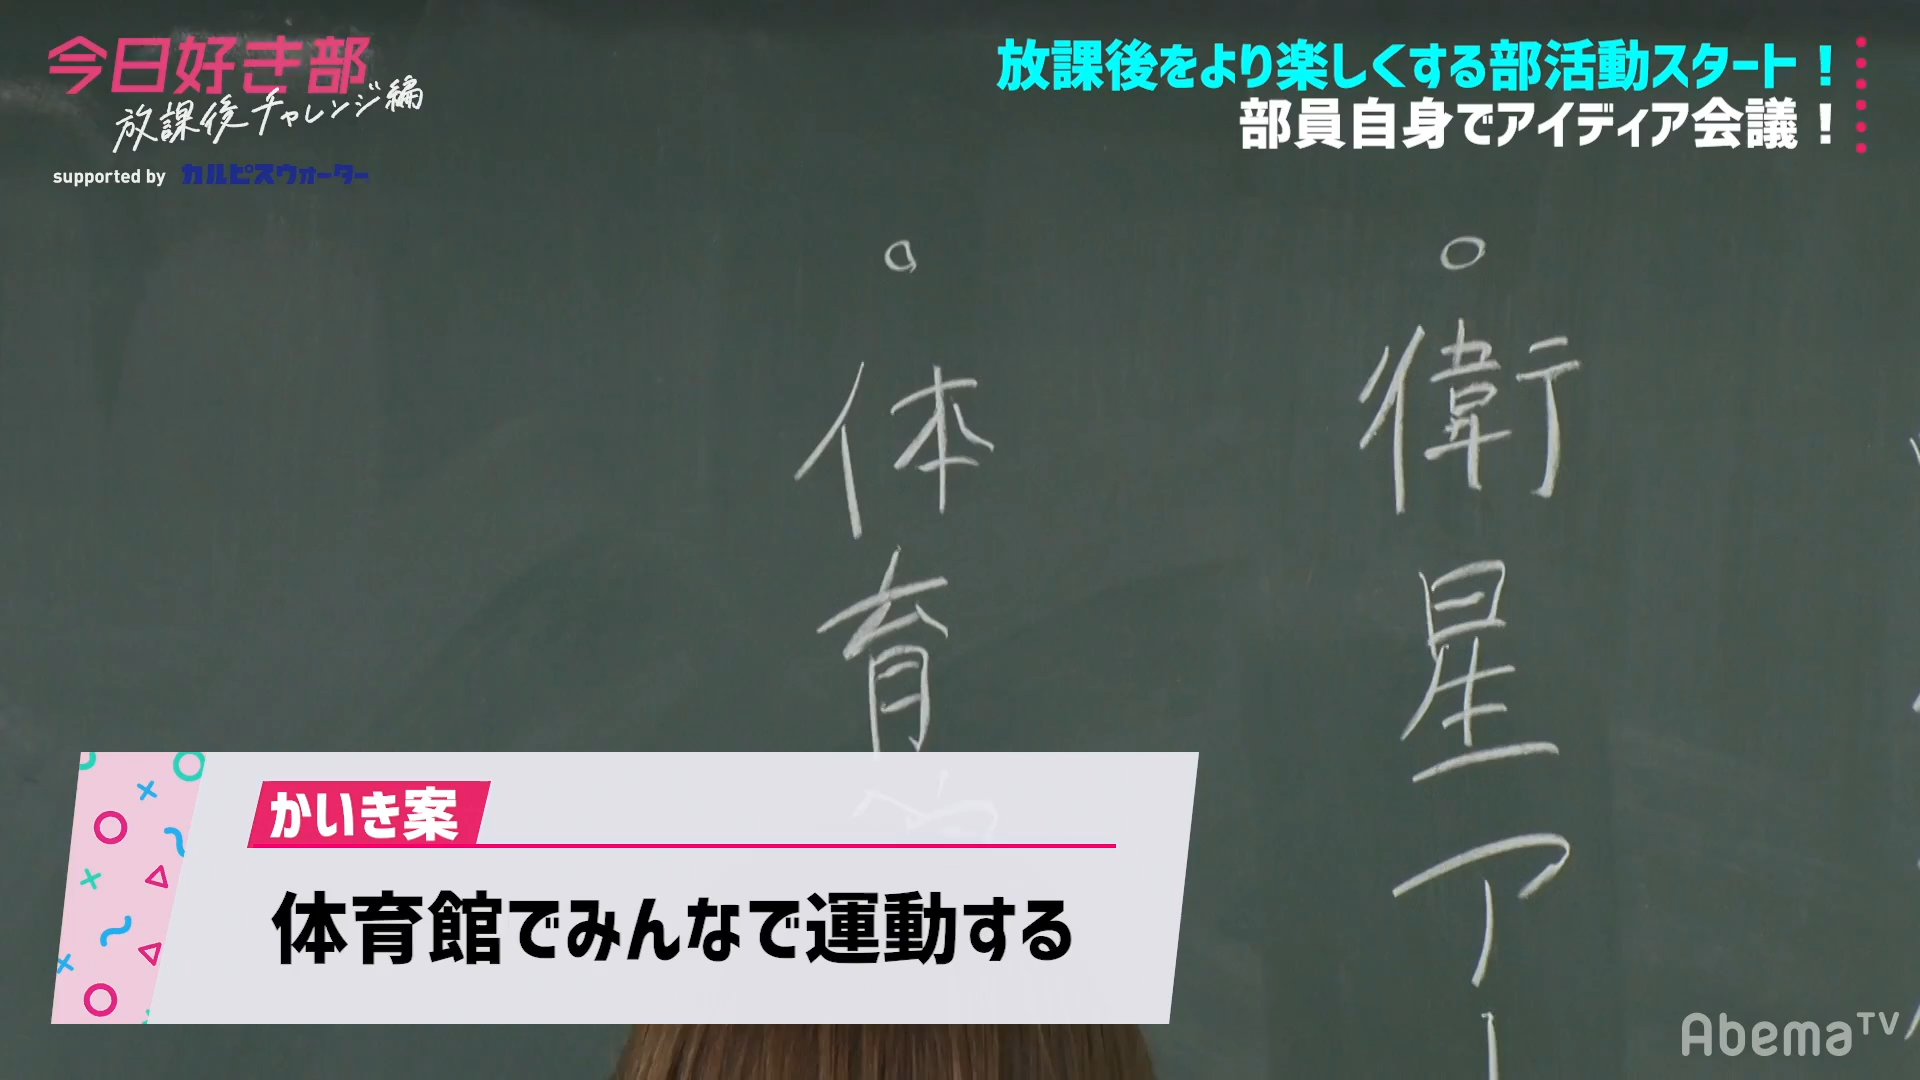 今日好き部
放課後チャレンジ編
supported by カルピスウォーター
放課後をより楽しくする部活動スタート！
部員自身でアイディア会議！
衛星アー
体育
かいき案
体育館でみんなで運動する
AbemaTV